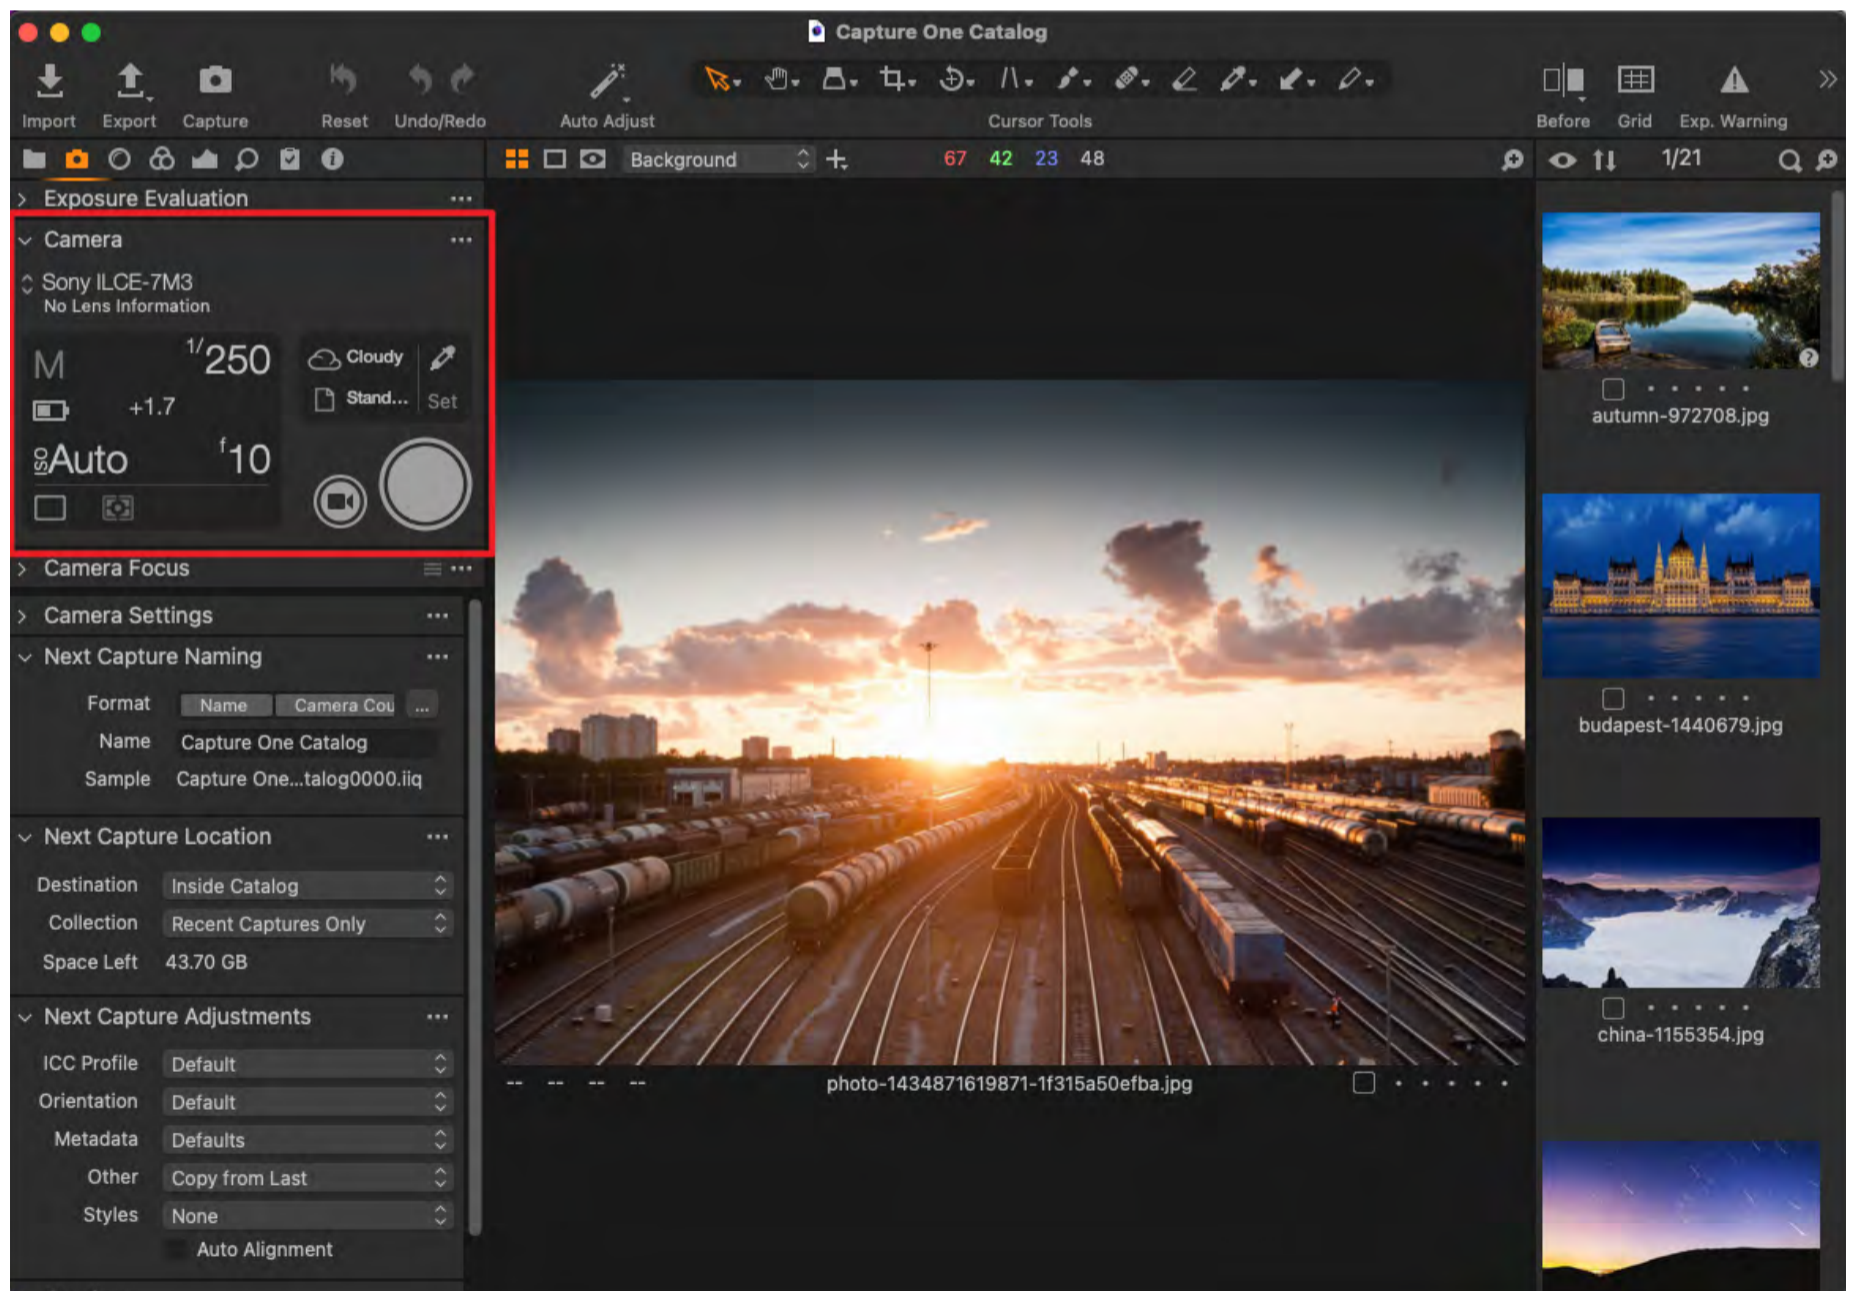 Capture One Catalog
Import Export Capture Reset Undo/Redo Auto Adjust Cursor Tools Before Grid Exp. Warning
Background 67 42 23 48 1/21
Exposure Evaluation
Camera
Sony ILCE-7M3
No Lens Information
M 1/250
+1.7
ISO Auto f10
Cloudy
Stand... Set
Camera Focus
Camera Settings
Next Capture Naming
Format Name Camera Cou ...
Name Capture One Catalog
Sample Capture One...talog0000.iiq
Next Capture Location
Destination Inside Catalog
Collection Recent Captures Only
Space Left 43.70 GB
Next Capture Adjustments
ICC Profile Default
Orientation Default
Metadata Defaults
Other Copy from Last
Styles None
Auto Alignment
-- -- -- -- photo-1434871619871-1f315a50efba.jpg
autumn-972708.jpg
budapest-1440679.jpg
china-1155354.jpg